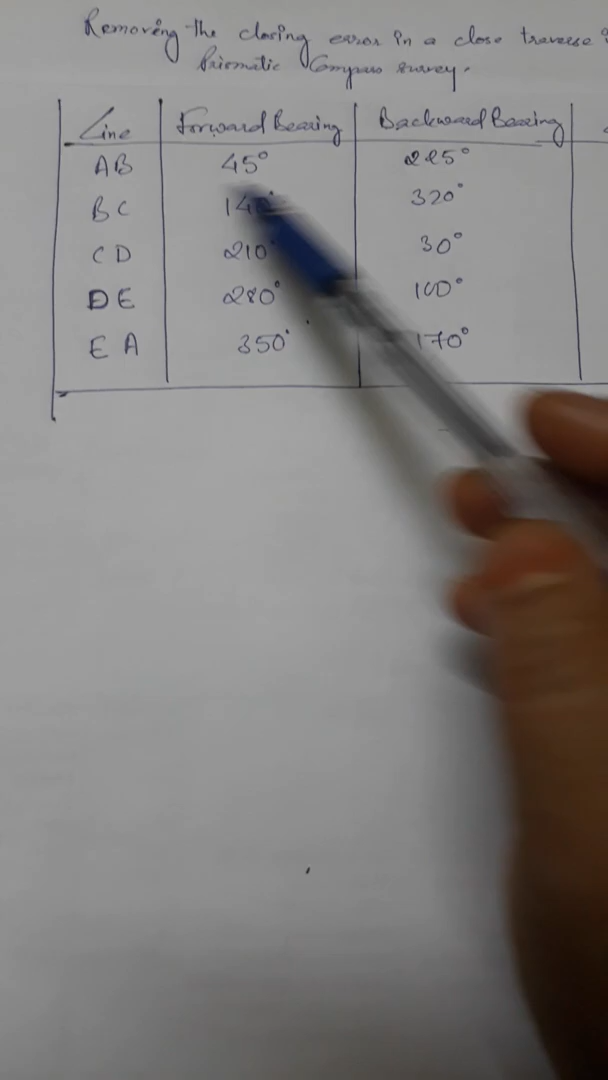 Removing the closing error in a close traverse
Prismatic Compass survey.
Line Forward Bearing Backward Bearing
AB 45° 225°
BC 320°
CD 210° 30°
DE 280° 100°
EA 350° 170°